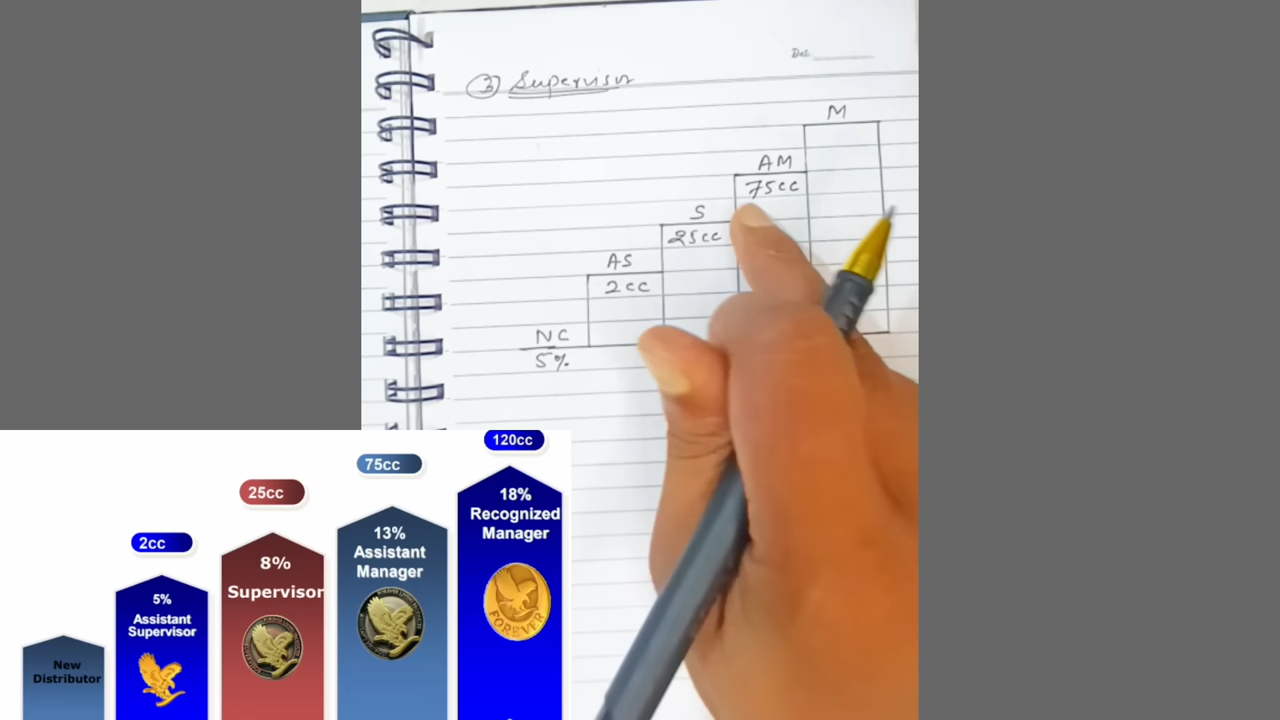 ③ Supervisor
Dat.
M
AM
75cc
S
25cc
AS
2cc
NC
5%
120cc
75cc
25cc
2cc
18%
Recognized
Manager
13%
Assistant
Manager
8%
Supervisor
5%
Assistant
Supervisor
New
Distributor
FOREVER